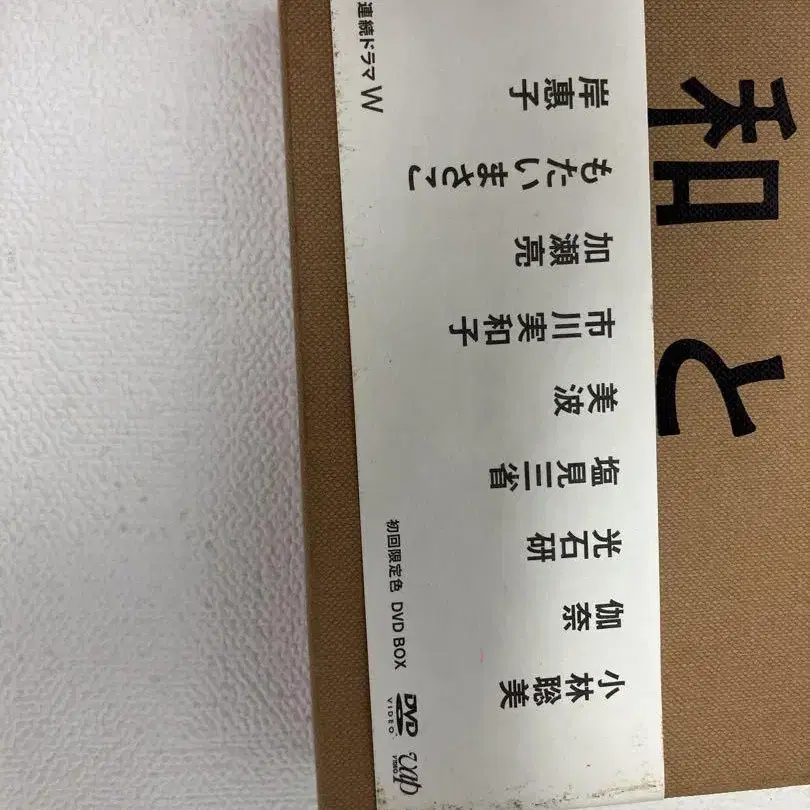 和と
小林聡美
伽奈
光石研
塩見三省
美波
市川実和子
加瀬亮
もたいまさこ
岸惠子
連続ドラマW
初回限定色 DVD BOX
DVD
VIDEO
vap
VIDEO